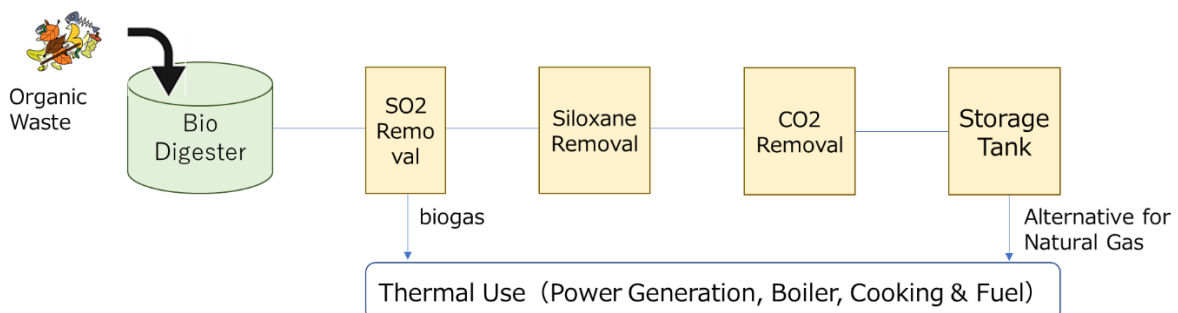 Organic
Waste
Bio
Digester
SO2
Remo
val
Siloxane
Removal
CO2
Removal
Storage
Tank
biogas
Alternative for
Natural Gas
Thermal Use（Power Generation, Boiler, Cooking & Fuel）